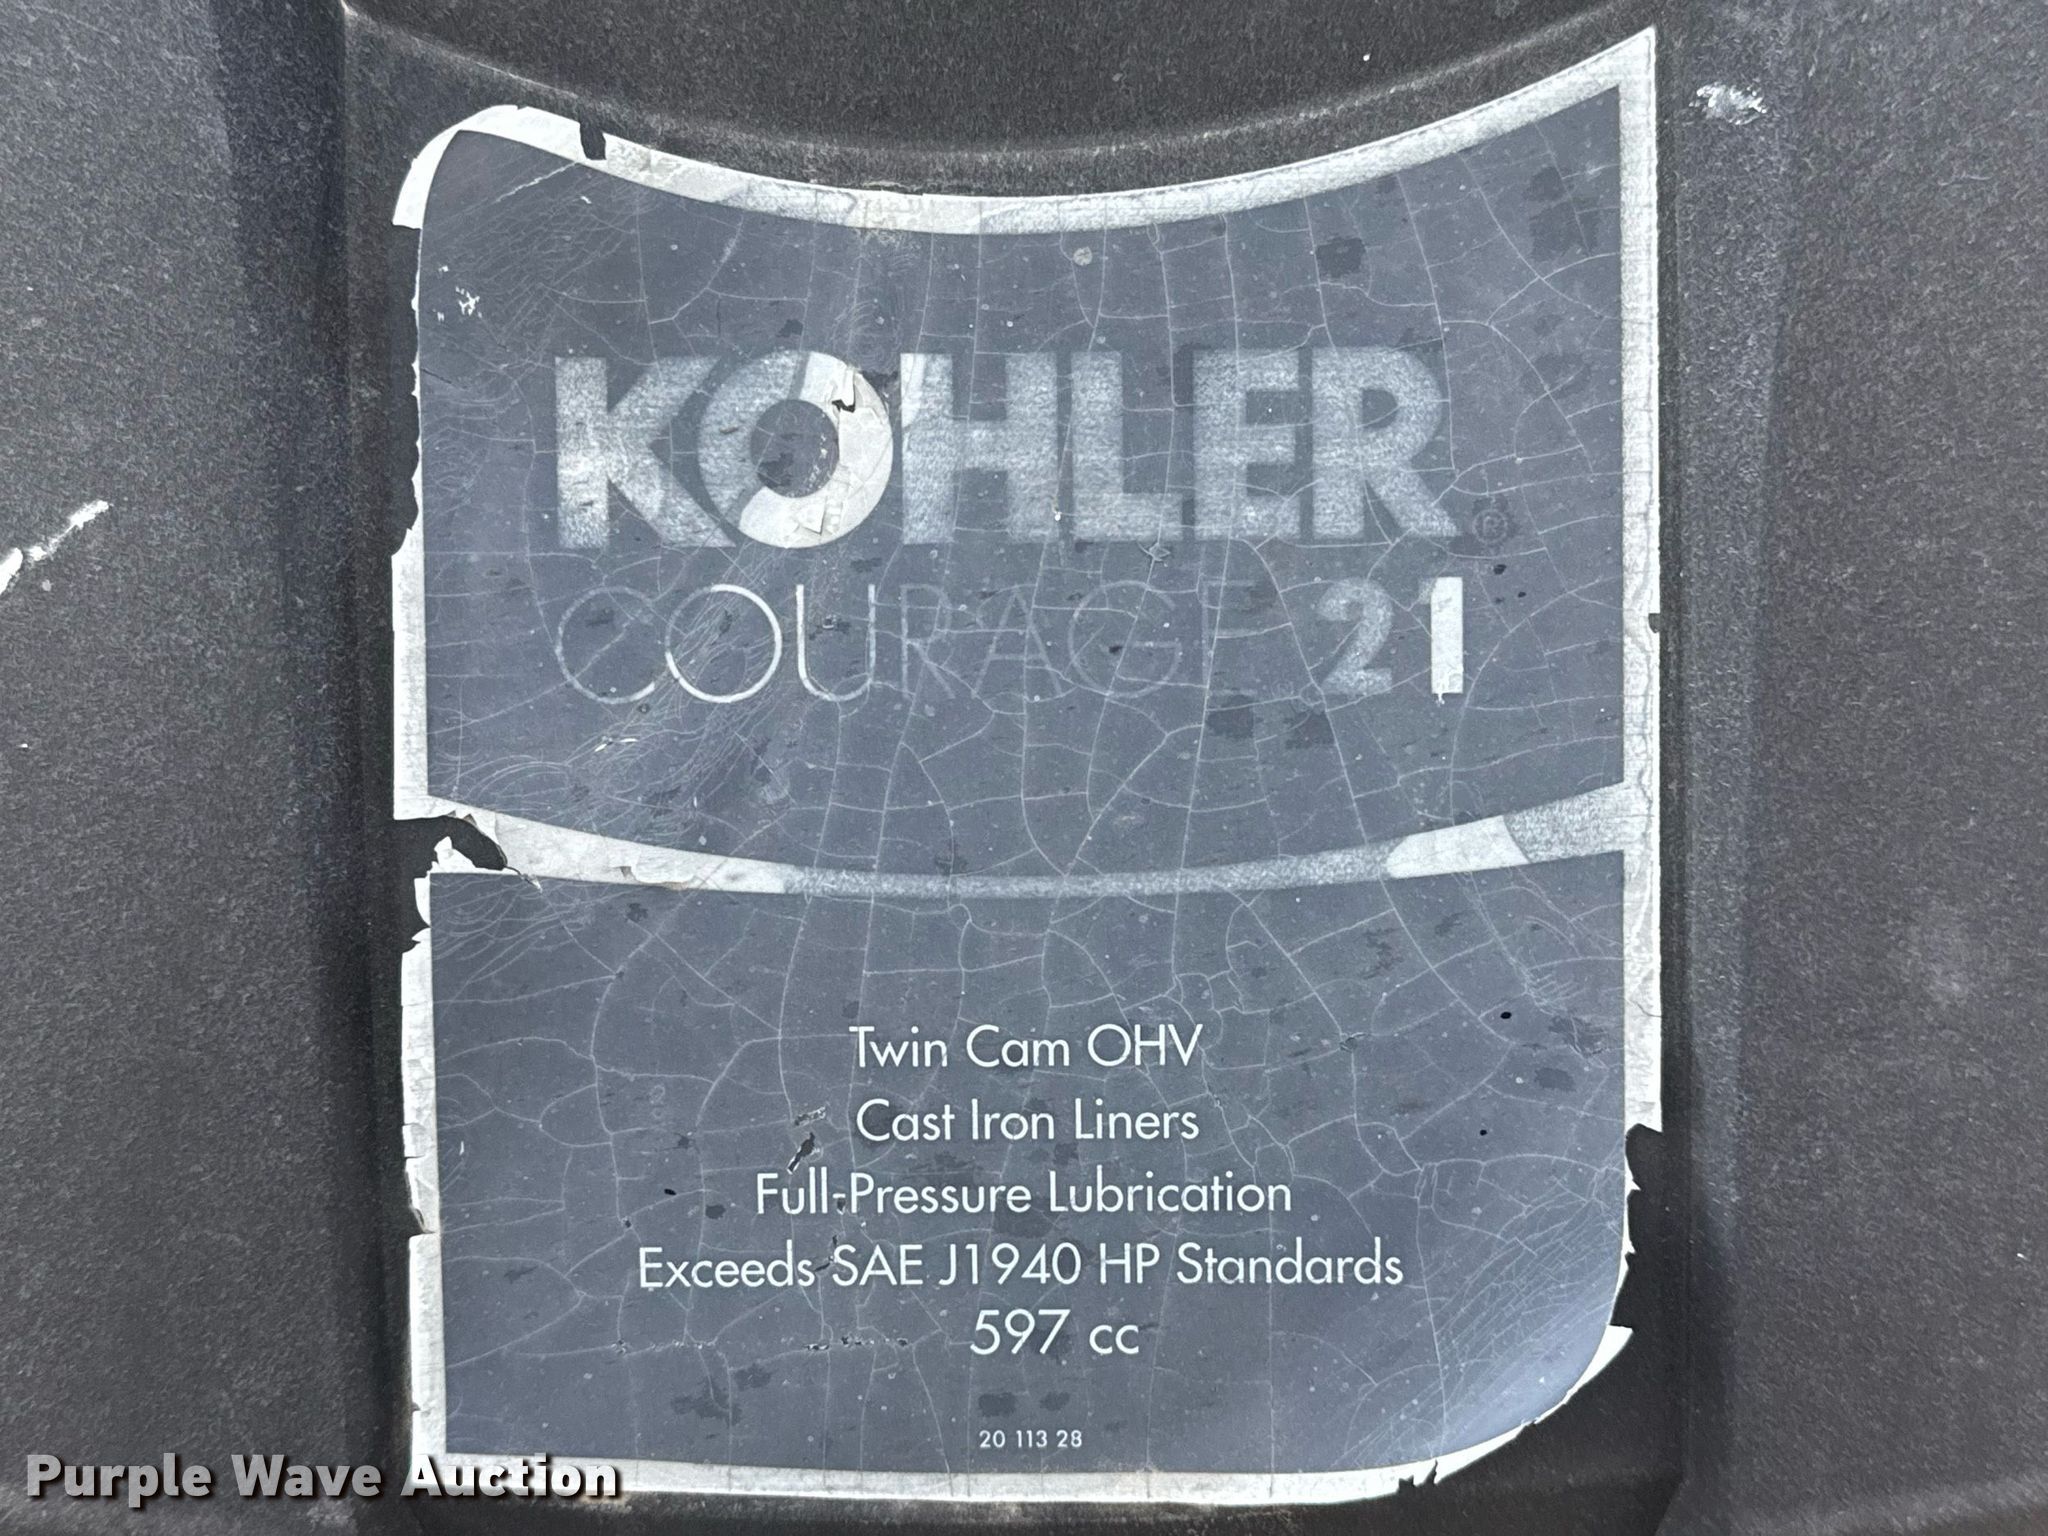 KOHLER®
COURAGE 21
Twin Cam OHV
Cast Iron Liners
Full-Pressure Lubrication
Exceeds SAE J1940 HP Standards
597 cc
20 113 28
Purple Wave Auction